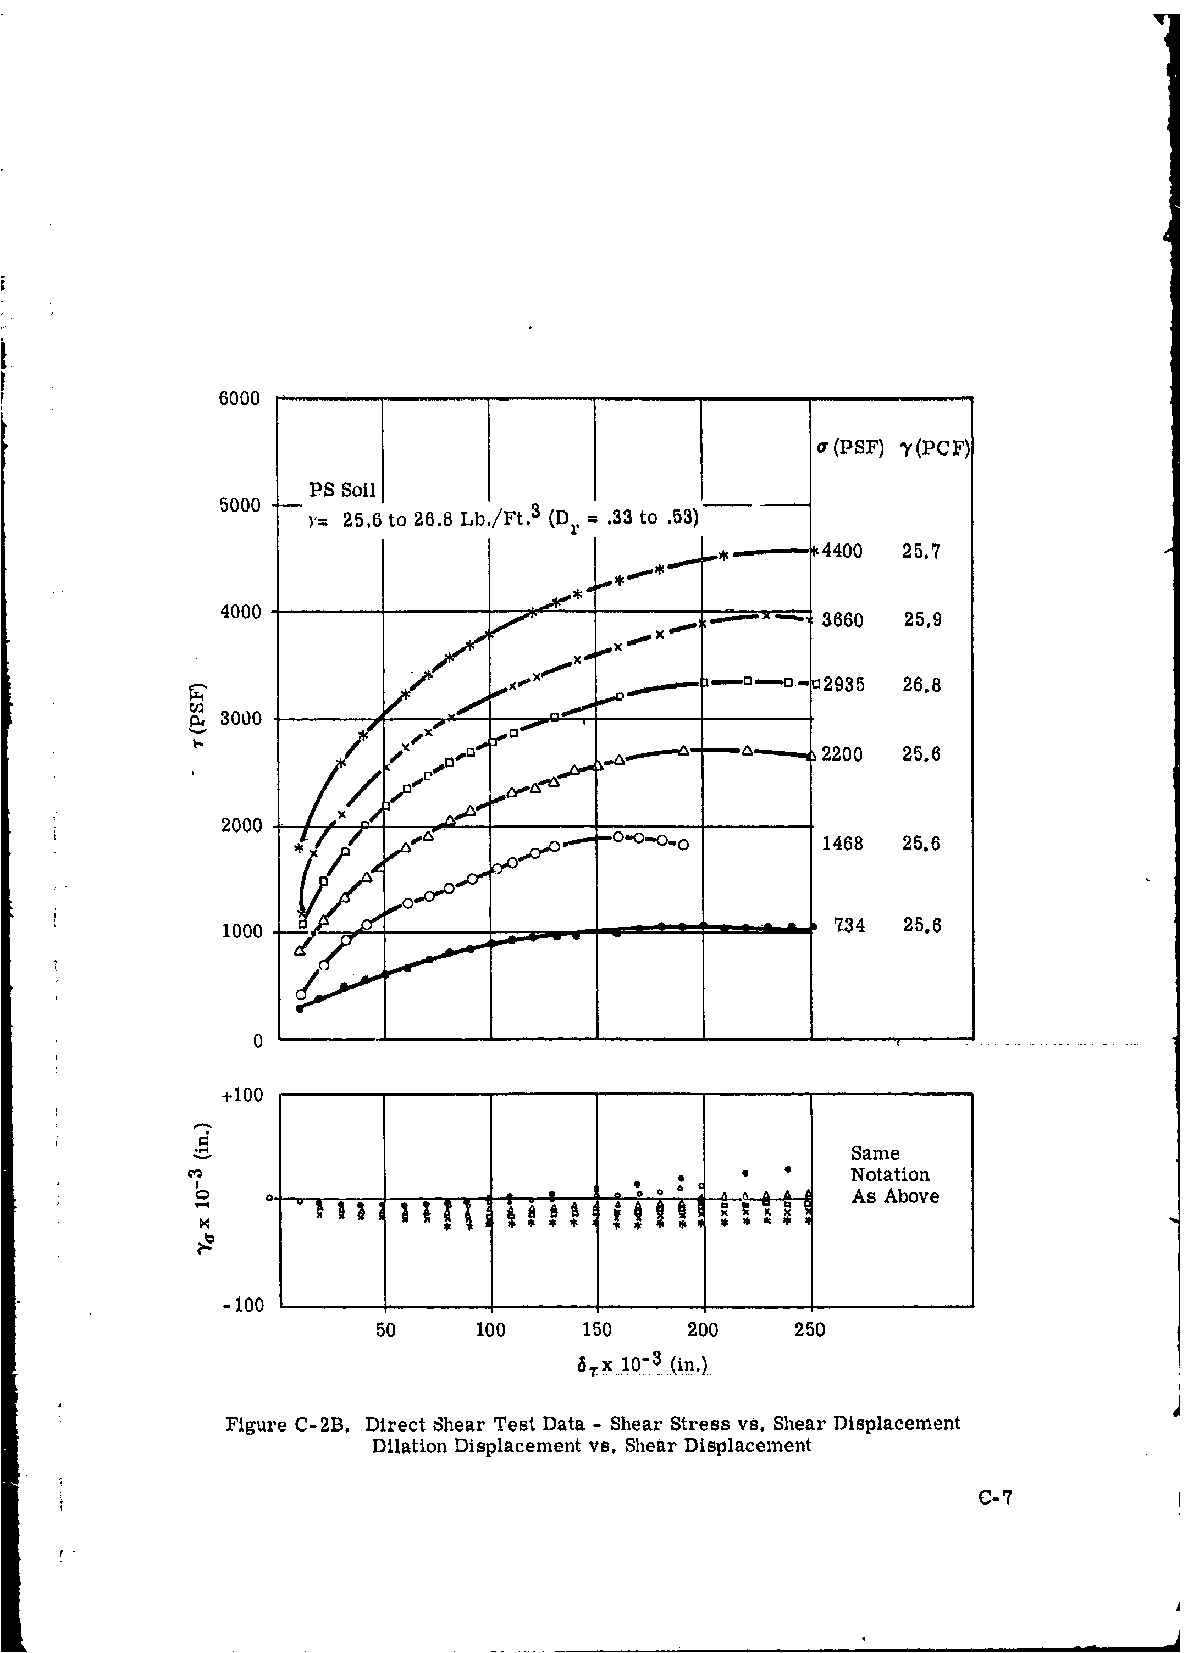 6000
σ (PSF) γ (PCF)
PS Soil
5000
γ= 25.6 to 26.8 Lb./Ft.³ (Dr = .33 to .53)
4400 25.7
4000
3660 25.9
2935 26.8
τ (PSF)
3000
2200 25.6
2000
1468 25.6
1000
734 25.6
0
+100
γσ x 10⁻³ (in.)
Same
Notation
As Above
0
-100
50 100 150 200 250
δτ x 10⁻³ (in.)
Figure C-2B. Direct Shear Test Data - Shear Stress vs. Shear Displacement
Dilation Displacement vs. Shear Displacement
C-7